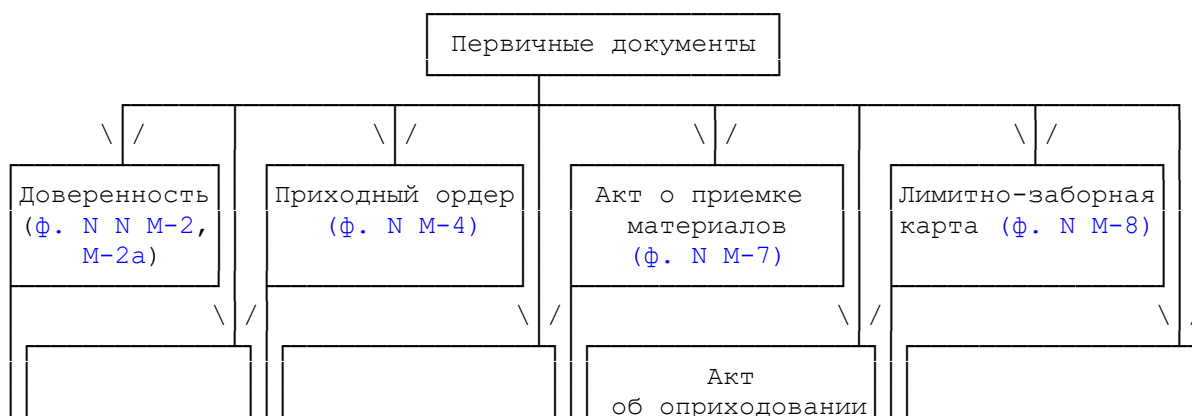 Первичные документы
Доверенность
(ф. N N М-2,
М-2а)
Приходный ордер
(ф. N М-4)
Акт о приемке
материалов
(ф. N М-7)
Лимитно-заборная
карта (ф. N М-8)
Акт
об оприходовании